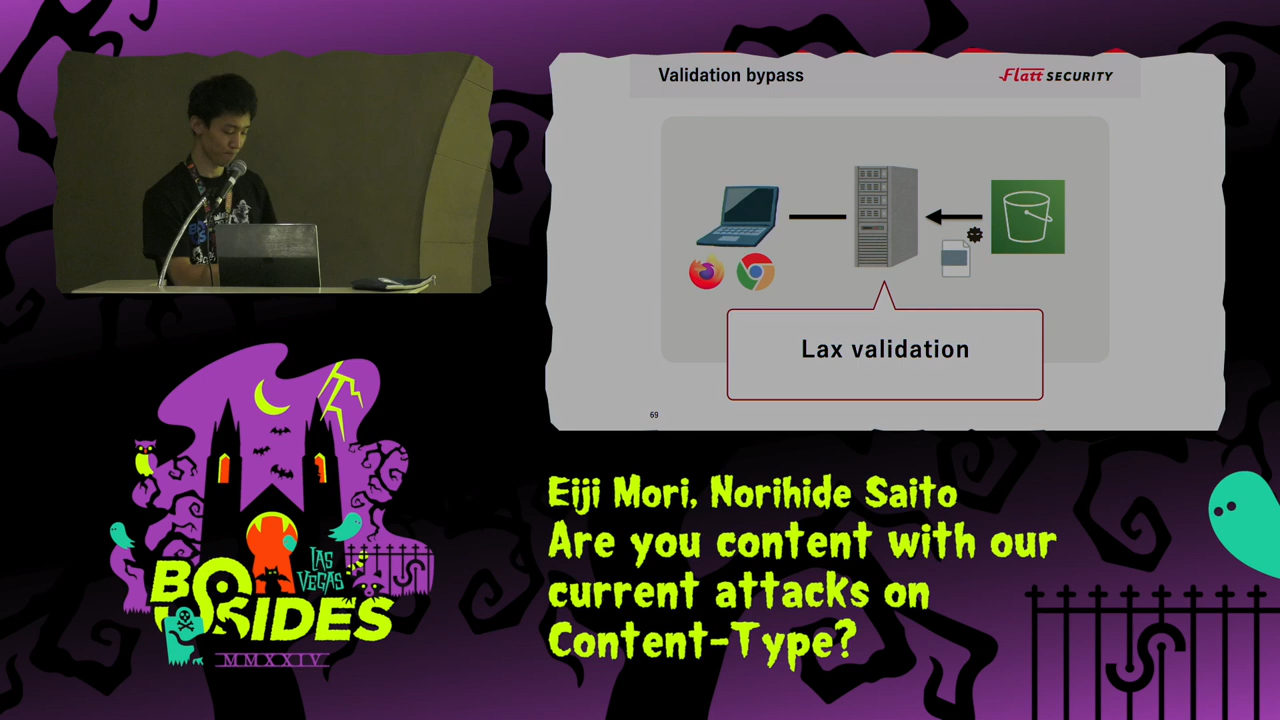 Validation bypass
Flatt SECURITY
Lax validation
69
LAS
VEGAS
BSIDES
MMXXIV
Eiji Mori, Norihide Saito
Are you content with our
current attacks on
Content-Type?